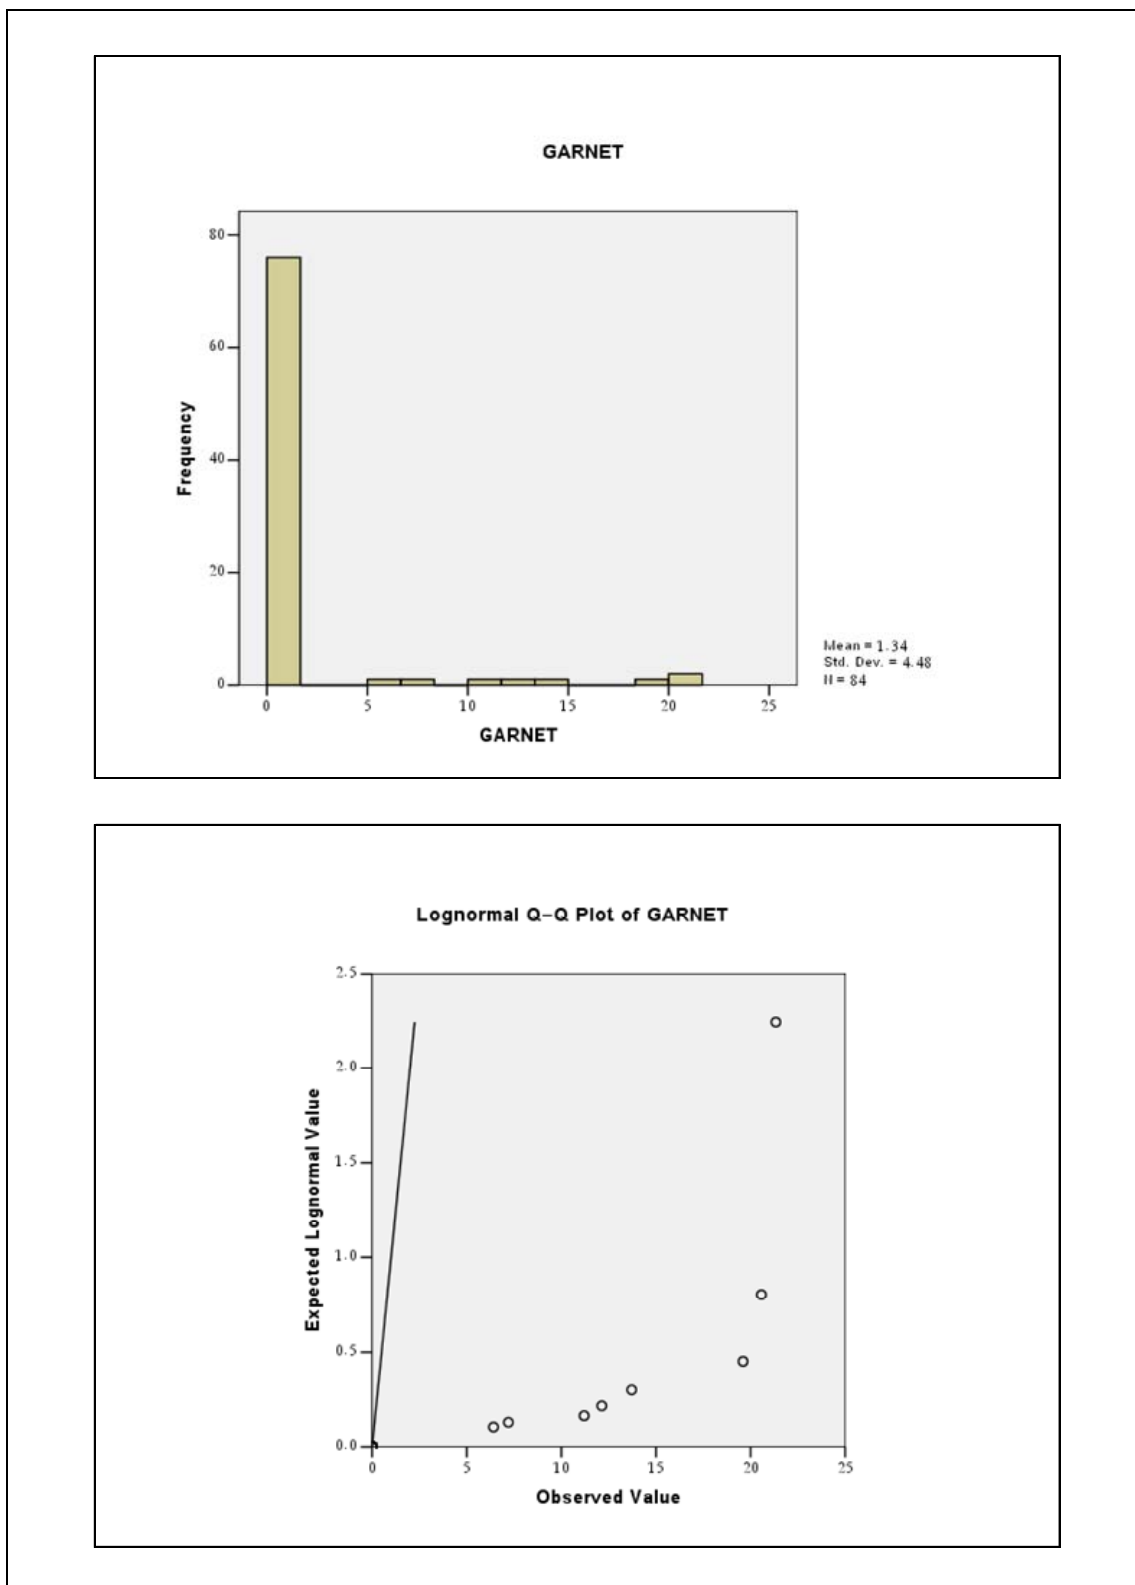 GARNET
80
60
40
20
0
Frequency
0 5 10 15 20 25
GARNET
Mean = 1.34
Std. Dev. = 4.48
N = 84
Lognormal Q–Q Plot of GARNET
2.5
2.0
1.5
1.0
0.5
0.0
Expected Lognormal Value
0 5 10 15 20 25
Observed Value